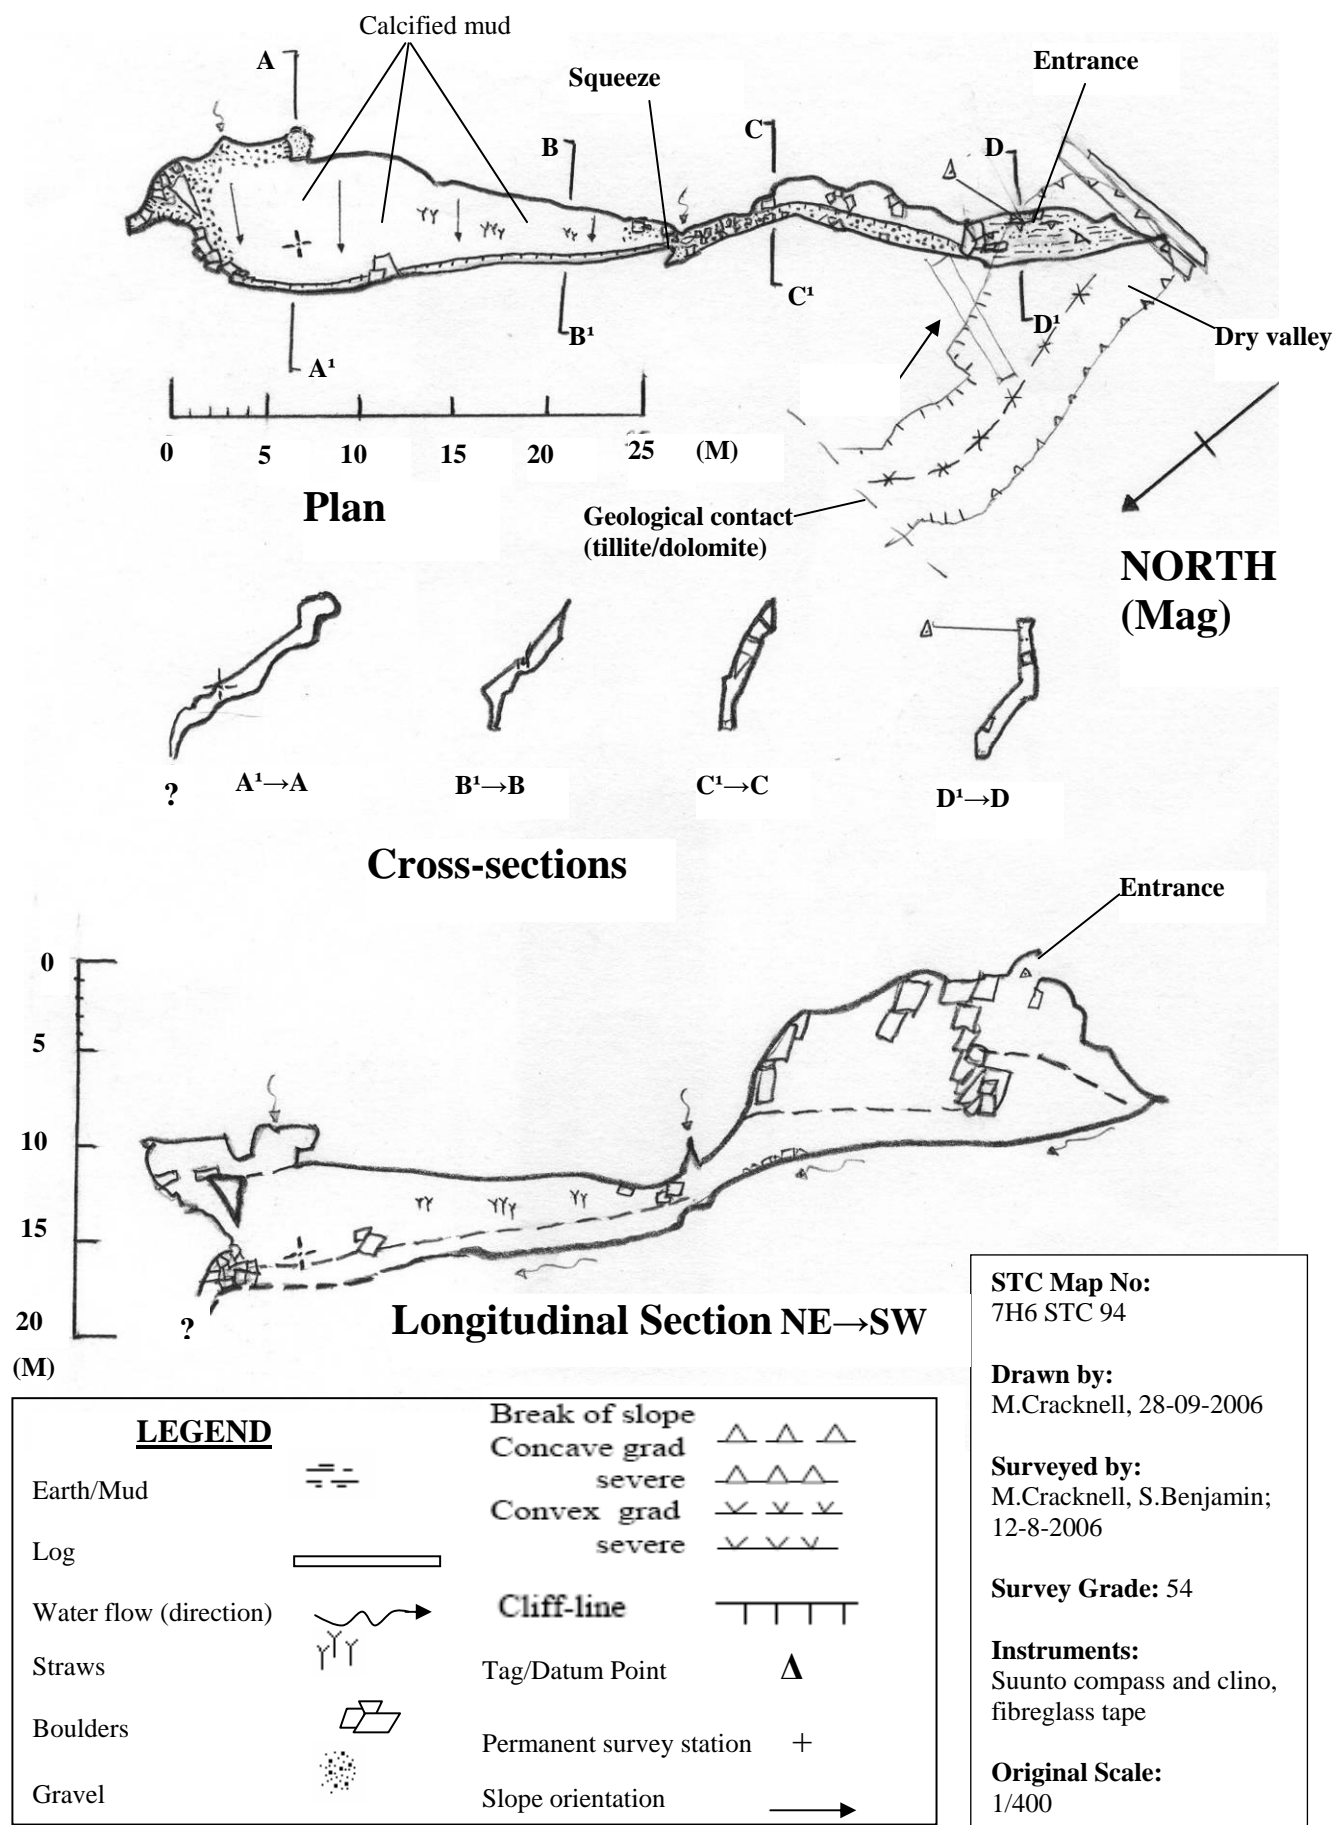 Calcified mud
A
Squeeze
Entrance
B
C
D
A¹
B¹
C¹
D¹
Dry valley
0 5 10 15 20 25 (M)
Plan
Geological contact
(tillite/dolomite)
NORTH
(Mag)
?
A¹→A
B¹→B
C¹→C
D¹→D
Cross-sections
Entrance
0
5
10
15
20
(M)
?
Longitudinal Section NE→SW
LEGEND
Earth/Mud
Log
Water flow (direction)
Straws
Boulders
Gravel
Break of slope
Concave grad
severe
Convex grad
severe
Cliff-line
Tag/Datum Point
Permanent survey station
Slope orientation
STC Map No:
7H6 STC 94
Drawn by:
M.Cracknell, 28-09-2006
Surveyed by:
M.Cracknell, S.Benjamin;
12-8-2006
Survey Grade: 54
Instruments:
Suunto compass and clino,
fibreglass tape
Original Scale:
1/400